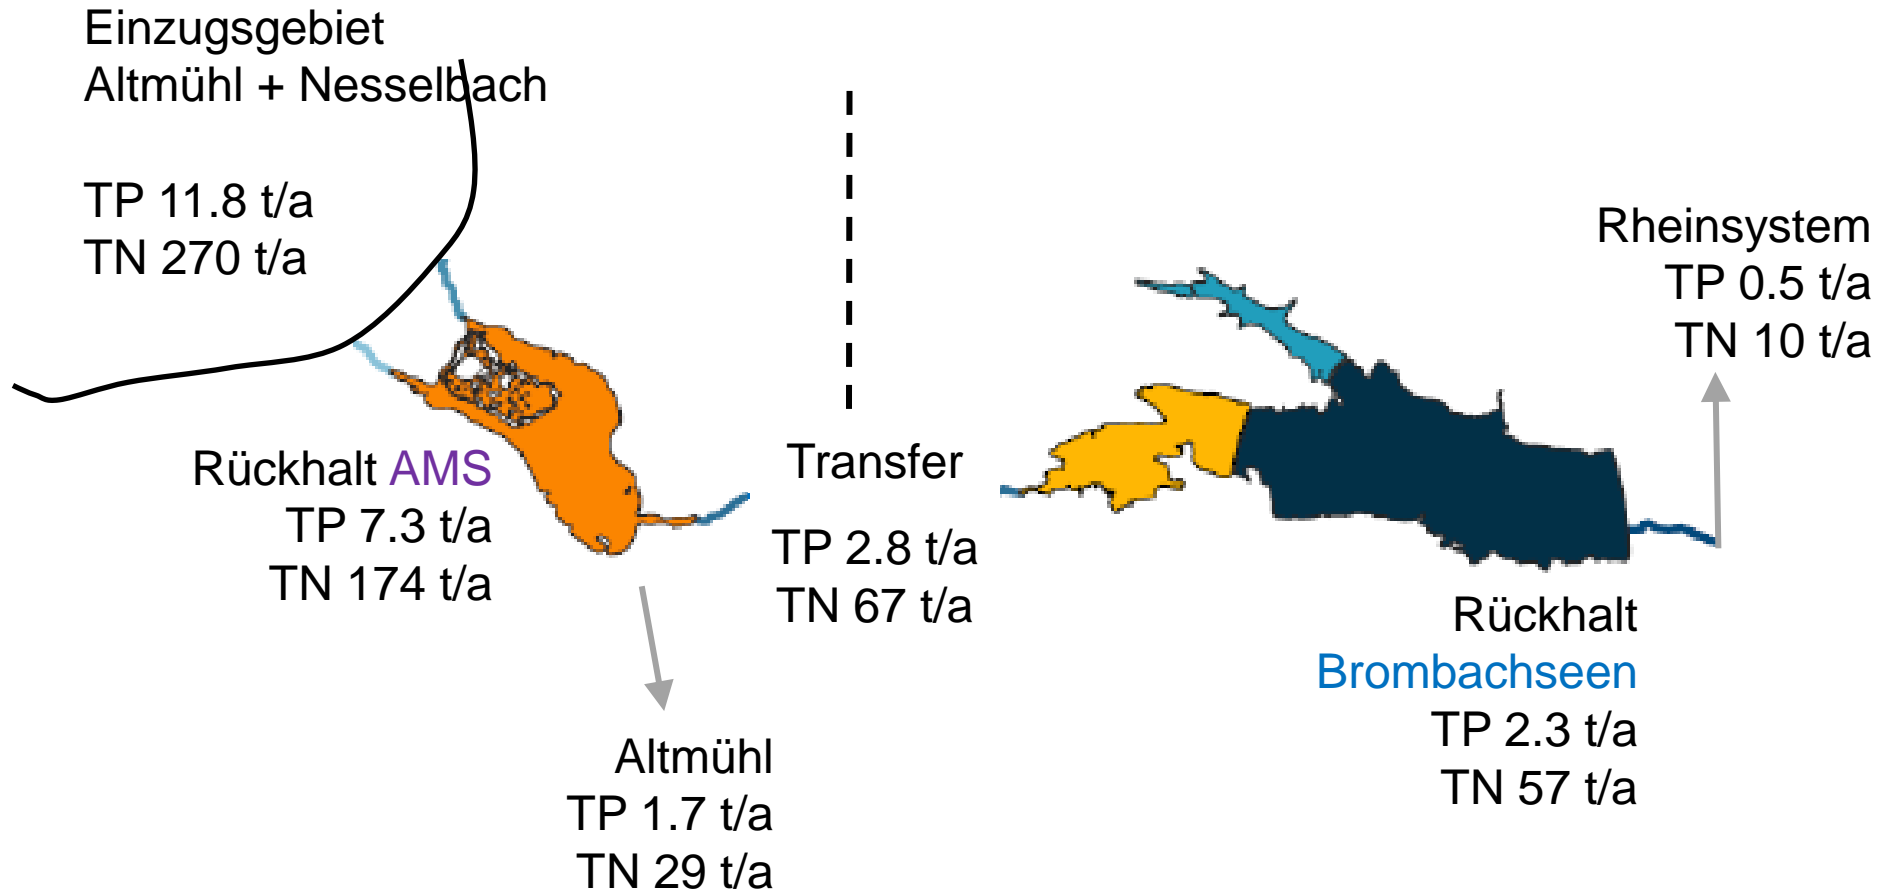 Einzugsgebiet
Altmühl + Nesselbach
TP 11.8 t/a
TN 270 t/a
Rückhalt AMS
TP 7.3 t/a
TN 174 t/a
Altmühl
TP 1.7 t/a
TN 29 t/a
Transfer
TP 2.8 t/a
TN 67 t/a
Rückhalt
Brombachseen
TP 2.3 t/a
TN 57 t/a
Rheinsystem
TP 0.5 t/a
TN 10 t/a